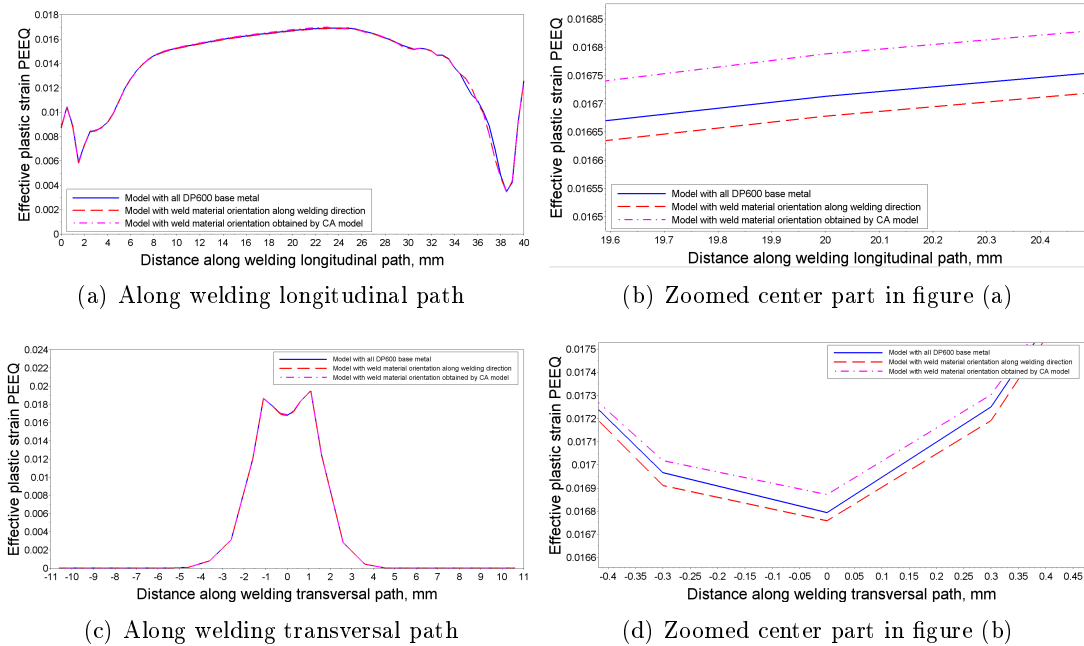 0.018
0.016
0.014
0.012
0.01
0.008
0.006
0.004
0.002
0
Effective plastic strain PEEQ
Model with all DP600 base metal
Model with weld material orientation along welding direction
Model with weld material orientation obtained by CA model
0 2 4 6 8 10 12 14 16 18 20 22 24 26 28 30 32 34 36 38 40
Distance along welding longitudinal path, mm
(a) Along welding longitudinal path
0.01685
0.0168
0.01675
0.0167
0.01665
0.0166
0.01655
0.0165
Effective plastic strain PEEQ
Model with all DP600 base metal
Model with weld material orientation along welding direction
Model with weld material orientation obtained by CA model
19.6 19.7 19.8 19.9 20 20.1 20.2 20.3 20.4
Distance along welding longitudinal path, mm
(b) Zoomed center part in figure (a)
0.024
0.022
0.02
0.018
0.016
0.014
0.012
0.01
0.008
0.006
0.004
0.002
0
Effective plastic strain PEEQ
Model with all DP600 base metal
Model with weld material orientation along welding direction
Model with weld material orientation obtained by CA model
-11 -10 -9 -8 -7 -6 -5 -4 -3 -2 -1 0 1 2 3 4 5 6 7 8 9 10 11
Distance along welding transversal path, mm
(c) Along welding transversal path
0.0175
0.0174
0.0173
0.0172
0.0171
0.017
0.0169
0.0168
0.0167
0.0166
Effective plastic strain PEEQ
Model with all DP600 base metal
Model with weld material orientation along welding direction
Model with weld material orientation obtained by CA model
-0.4 -0.35 -0.3 -0.25 -0.2 -0.15 -0.1 -0.05 0 0.05 0.1 0.15 0.2 0.25 0.3 0.35 0.4 0.45
Distance along welding transversal path, mm
(d) Zoomed center part in figure (b)